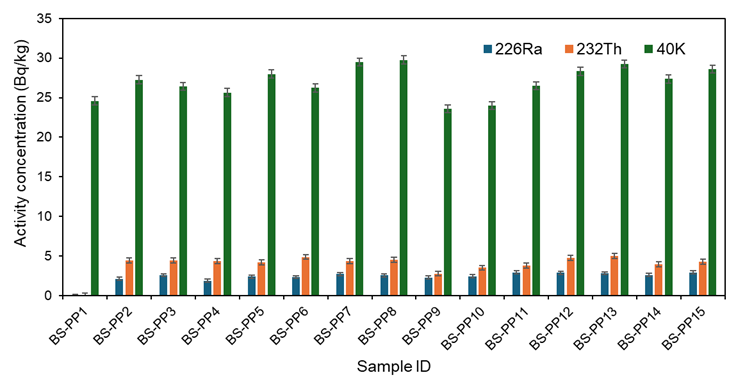 35
30
25
20
15
10
5
0
Activity concentration (Bq/kg)
226Ra 232Th 40K
BS-PP1 BS-PP2 BS-PP3 BS-PP4 BS-PP5 BS-PP6 BS-PP7 BS-PP8 BS-PP9 BS-PP10 BS-PP11 BS-PP12 BS-PP13 BS-PP14 BS-PP15
Sample ID